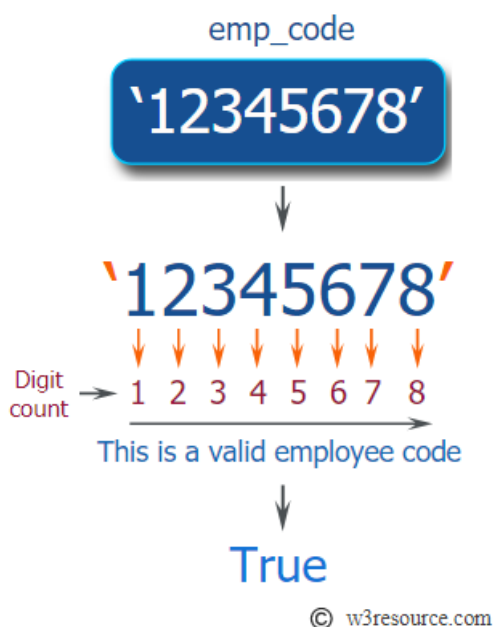 emp_code
‘12345678’
‘12345678’
Digit count
1 2 3 4 5 6 7 8
This is a valid employee code
True
© w3resource.com